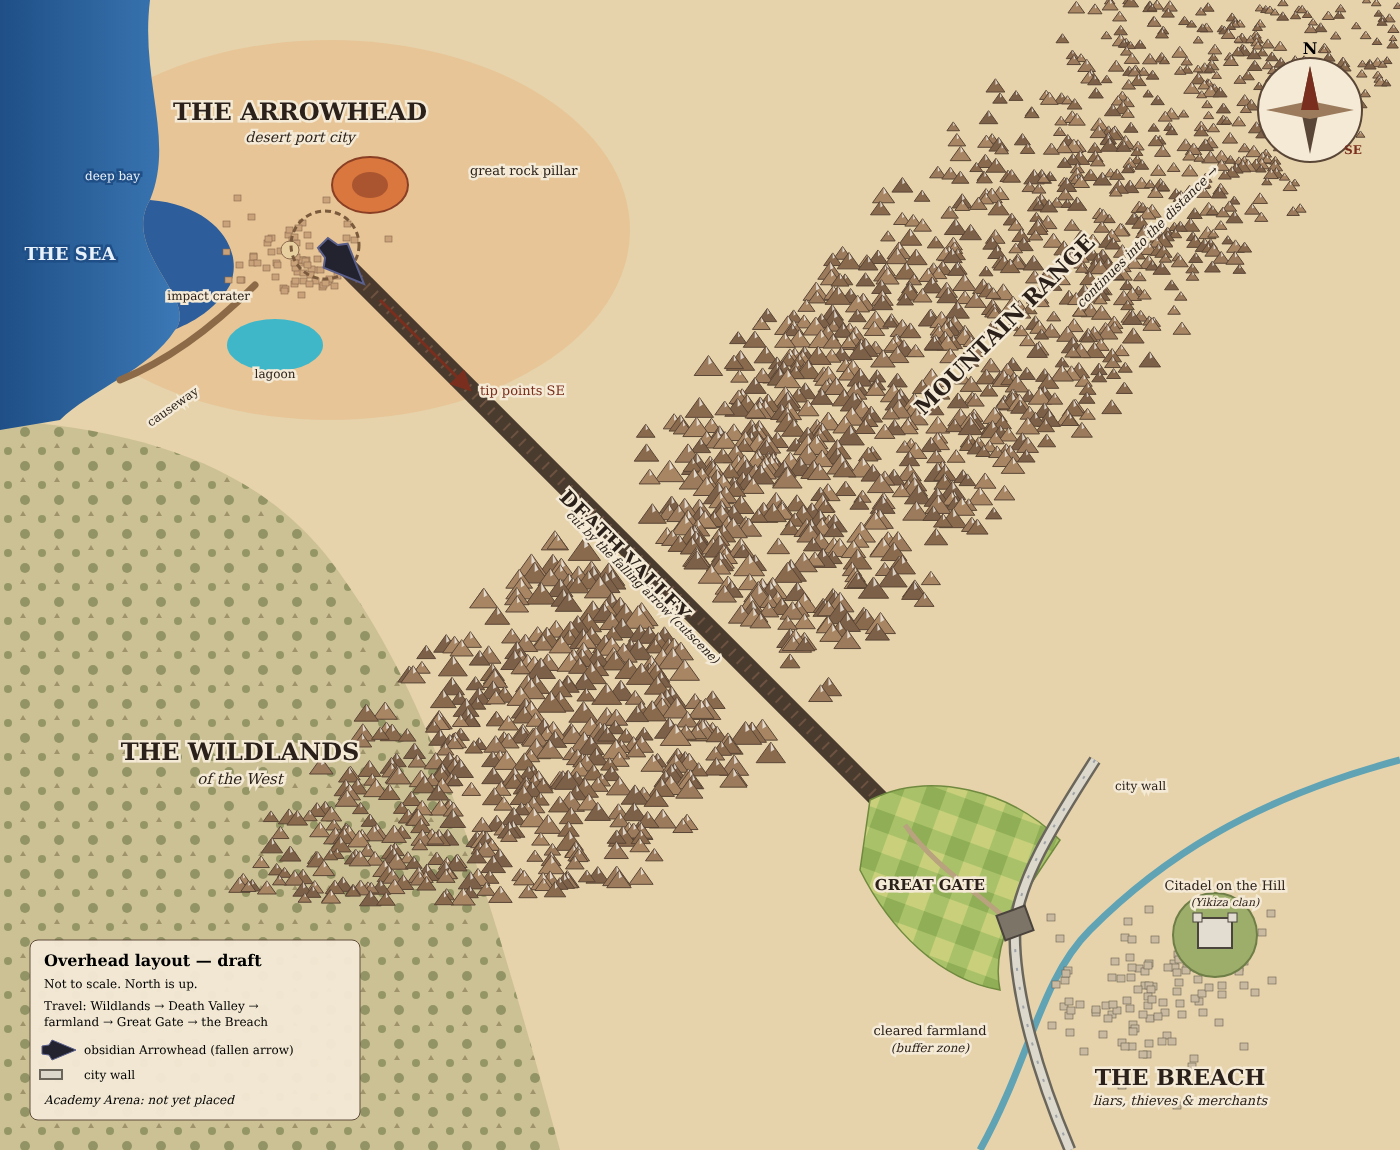 N
SE
THE ARROWHEAD
desert port city
great rock pillar
deep bay
THE SEA
impact crater
lagoon
causeway
tip points SE
MOUNTAIN RANGE
continues into the distance →
DEATH VALLEY
cut by the falling arrow (cutscene)
THE WILDLANDS
of the West
city wall
GREAT GATE
Citadel on the Hill
(Yikiza clan)
cleared farmland
(buffer zone)
THE BREACH
liars, thieves & merchants
Overhead layout — draft
Not to scale. North is up.
Travel: Wildlands → Death Valley →
farmland → Great Gate → the Breach
obsidian Arrowhead (fallen arrow)
city wall
Academy Arena: not yet placed